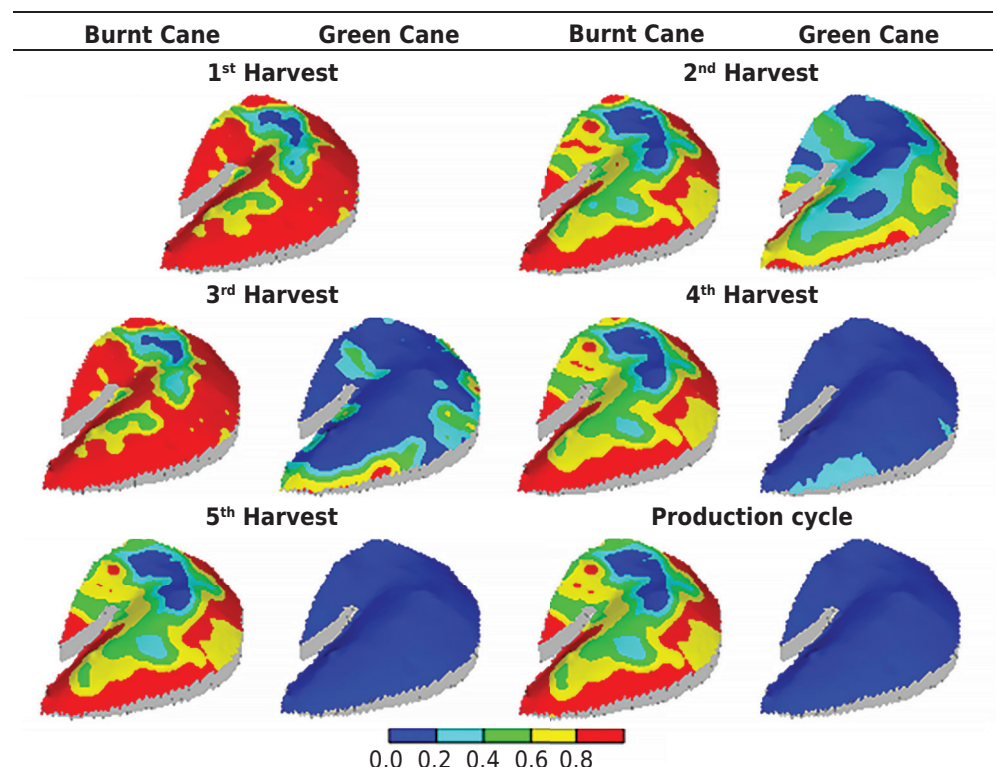 Burnt Cane Green Cane Burnt Cane Green Cane
1st Harvest 2nd Harvest
3rd Harvest 4th Harvest
5th Harvest Production cycle
0.0 0.2 0.4 0.6 0.8